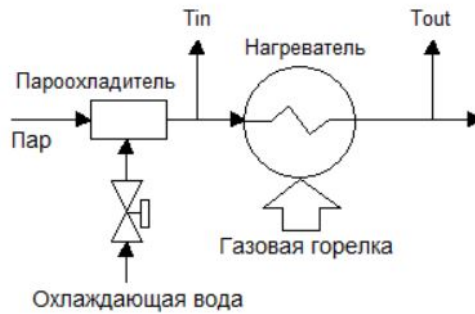 Tin
Tout
Нагреватель
Пароохладитель
Пар
Газовая горелка
Охлаждающая вода